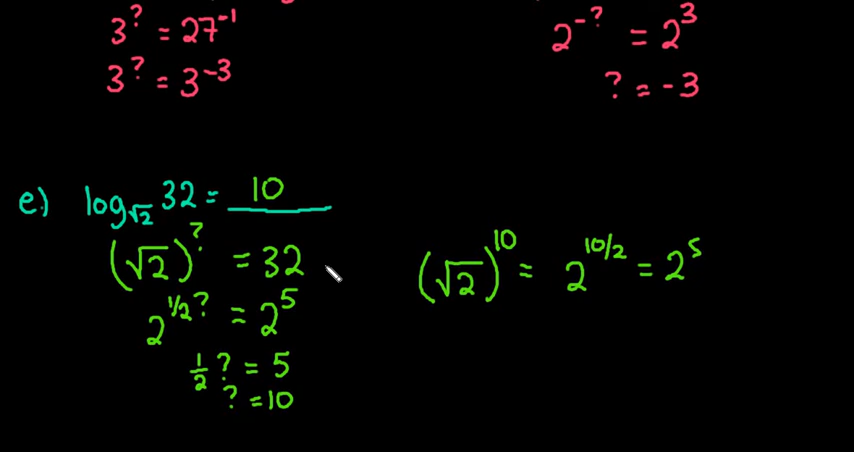 3^? = 27^-1
3^? = 3^-3
2^-? = 2^3
? = -3
e.) log_√2 32 = 10
(√2)^? = 32
2^1/2? = 2^5
1/2 ? = 5
? = 10
(√2)^10 = 2^10/2 = 2^5